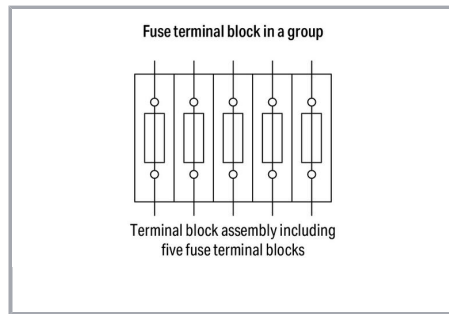 Fuse terminal block in a group
Terminal block assembly including
five fuse terminal blocks